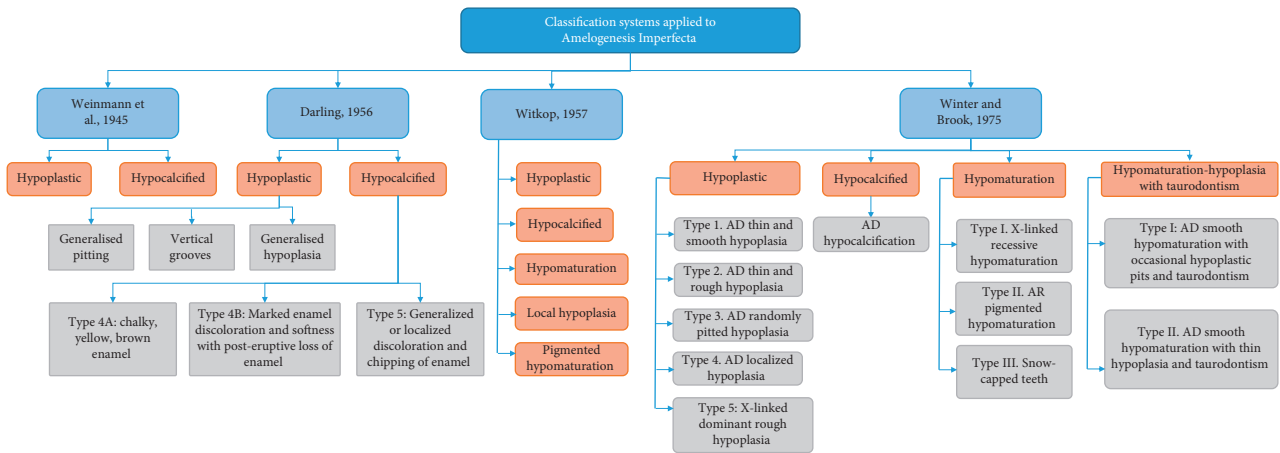 Classification systems applied to
Amelogenesis Imperfecta
Weinmann et
al., 1945
Darling, 1956
Witkop, 1957
Winter and
Brook, 1975
Hypoplastic
Hypocalcified
Hypoplastic
Hypocalcified
Generalised
pitting
Vertical
grooves
Generalised
hypoplasia
Type 4A: chalky,
yellow, brown
enamel
Type 4B: Marked enamel
discoloration and softness
with post-eruptive loss of
enamel
Type 5: Generalized
or localized
discoloration and
chipping of enamel
Hypoplastic
Hypocalcified
Hypomaturation
Local hypoplasia
Pigmented
hypomaturation
Hypoplastic
Type 1. AD thin and
smooth hypoplasia
Type 2. AD thin and
rough hypoplasia
Type 3. AD randomly
pitted hypoplasia
Type 4. AD localized
hypoplasia
Type 5: X-linked
dominant rough
hypoplasia
Hypocalcified
AD
hypocalcification
Hypomaturation
Type I. X-linked
recessive
hypomaturation
Type II. AR
pigmented
hypomaturation
Type III. Snow-
capped teeth
Hypomaturation-hypoplasia
with taurodontism
Type I: AD smooth
hypomaturation with
occasional hypoplastic
pits and taurodontism
Type II. AD smooth
hypomaturation with thin
hypoplasia and taurodontism